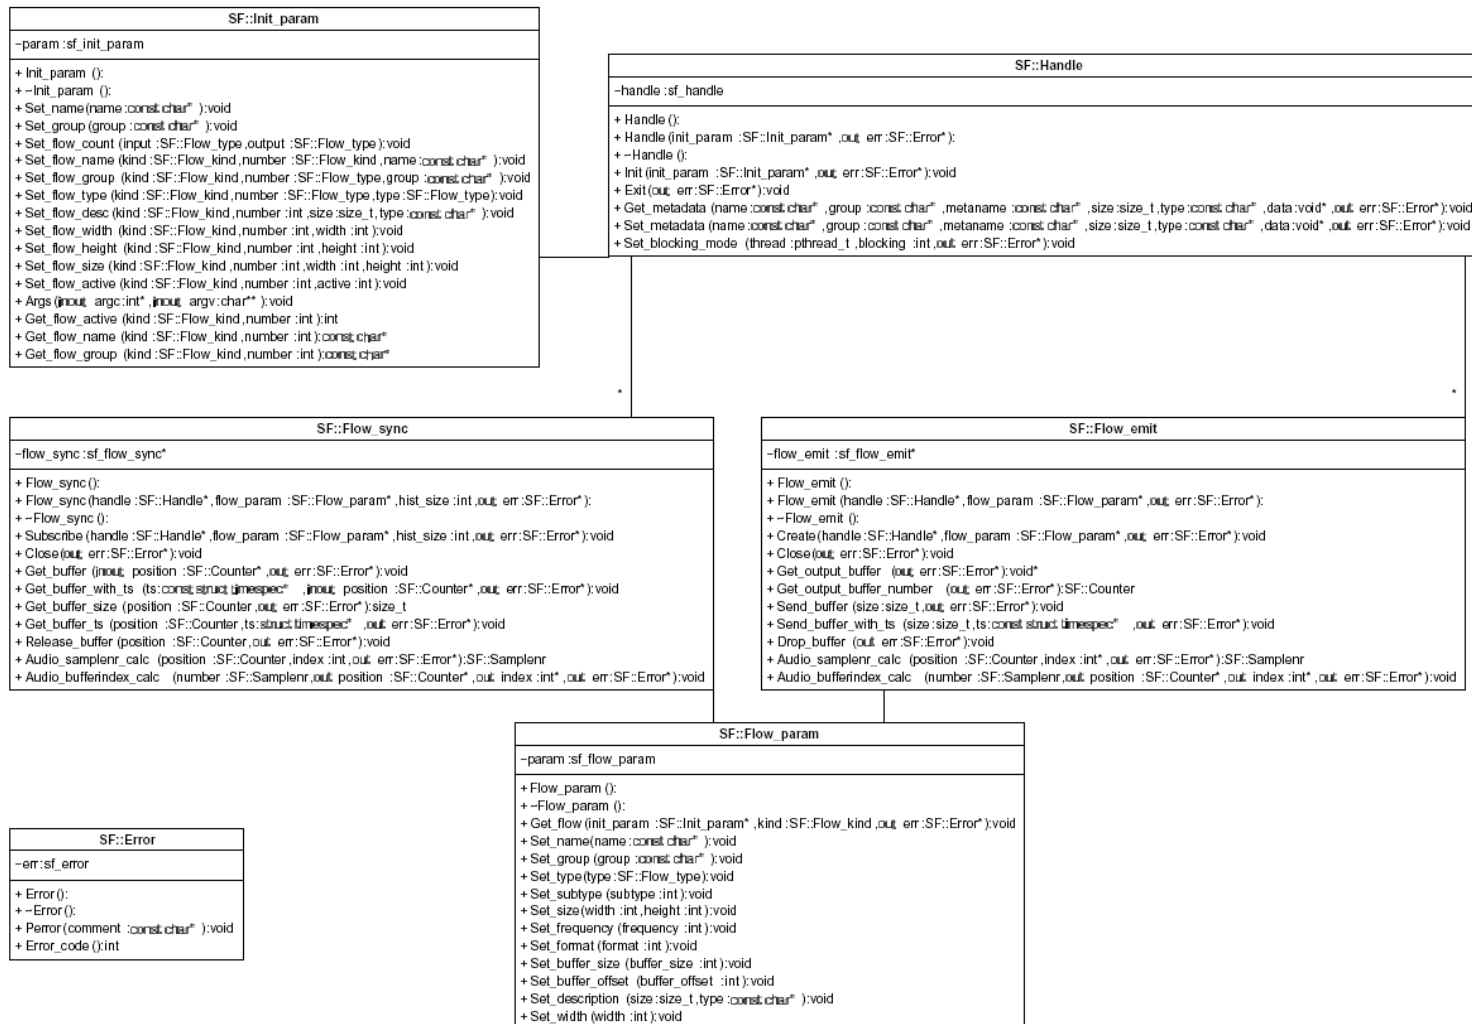 SF::Init_param
-param :sf_init_param
+ Init_param ():
+ ~Init_param ():
+ Set_name(name :const char* ):void
+ Set_group (group :const char* ):void
+ Set_flow_count (input :SF::Flow_type ,output :SF::Flow_type):void
+ Set_flow_name (kind :SF::Flow_kind ,number :SF::Flow_kind ,name :const char* ):void
+ Set_flow_group (kind :SF::Flow_kind ,number :SF::Flow_type ,group :const char* ):void
+ Set_flow_type (kind :SF::Flow_kind ,number :SF::Flow_type ,type :SF::Flow_type):void
+ Set_flow_desc (kind :SF::Flow_kind ,number :int ,size :size_t ,type :const char* ):void
+ Set_flow_width (kind :SF::Flow_kind ,number :int ,width :int ):void
+ Set_flow_height (kind :SF::Flow_kind ,number :int ,height :int ):void
+ Set_flow_size (kind :SF::Flow_kind ,number :int ,width :int ,height :int ):void
+ Set_flow_active (kind :SF::Flow_kind ,number :int ,active :int ):void
+ Args (inout argc :int* ,inout argv :char** ):void
+ Get_flow_active (kind :SF::Flow_kind ,number :int ):int
+ Get_flow_name (kind :SF::Flow_kind ,number :int ):const char*
+ Get_flow_group (kind :SF::Flow_kind ,number :int ):const char*
SF::Handle
-handle :sf_handle
+ Handle ():
+ Handle (init_param :SF::Init_param* ,out err :SF::Error*):
+ ~Handle ():
+ Init (init_param :SF::Init_param* ,out err :SF::Error*):void
+ Exit (out err :SF::Error*):void
+ Get_metadata (name :const char* ,group :const char* ,metaname :const char* ,size :size_t ,type :const char* ,data :void* ,out err :SF::Error*):void
+ Set_metadata (name :const char* ,group :const char* ,metaname :const char* ,size :size_t ,type :const char* ,data :void* ,out err :SF::Error*):void
+ Set_blocking_mode (thread :pthread_t ,blocking :int ,out err :SF::Error*):void
*
*
SF::Flow_sync
-flow_sync :sf_flow_sync*
+ Flow_sync ():
+ Flow_sync (handle :SF::Handle* ,flow_param :SF::Flow_param* ,hist_size :int ,out err :SF::Error*):
+ ~Flow_sync ():
+ Subscribe (handle :SF::Handle* ,flow_param :SF::Flow_param* ,hist_size :int ,out err :SF::Error*):void
+ Close (out err :SF::Error*):void
+ Get_buffer (inout position :SF::Counter* ,out err :SF::Error*):void
+ Get_buffer_with_ts (ts :const struct timespec* ,inout position :SF::Counter* ,out err :SF::Error*):void
+ Get_buffer_size (position :SF::Counter ,out err :SF::Error*):size_t
+ Get_buffer_ts (position :SF::Counter ,ts :struct timespec* ,out err :SF::Error*):void
+ Release_buffer (position :SF::Counter ,out err :SF::Error*):void
+ Audio_samplenr_calc (position :SF::Counter ,index :int ,out err :SF::Error*):SF::Samplenr
+ Audio_bufferindex_calc (number :SF::Samplenr ,out position :SF::Counter* ,out index :int* ,out err :SF::Error*):void
SF::Flow_emit
-flow_emit :sf_flow_emit*
+ Flow_emit ():
+ Flow_emit (handle :SF::Handle* ,flow_param :SF::Flow_param* ,out err :SF::Error*):
+ ~Flow_emit ():
+ Create (handle :SF::Handle* ,flow_param :SF::Flow_param* ,out err :SF::Error*):void
+ Close (out err :SF::Error*):void
+ Get_output_buffer (out err :SF::Error*):void*
+ Get_output_buffer_number (out err :SF::Error*):SF::Counter
+ Send_buffer (size :size_t ,out err :SF::Error*):void
+ Send_buffer_with_ts (size :size_t ,ts :const struct timespec* ,out err :SF::Error*):void
+ Drop_buffer (out err :SF::Error*):void
+ Audio_samplenr_calc (position :SF::Counter ,index :int* ,out err :SF::Error*):SF::Samplenr
+ Audio_bufferindex_calc (number :SF::Samplenr ,out position :SF::Counter* ,out index :int* ,out err :SF::Error*):void
SF::Flow_param
-param :sf_flow_param
+ Flow_param ():
+ ~Flow_param ():
+ Get_flow (init_param :SF::Init_param* ,kind :SF::Flow_kind ,out err :SF::Error*):void
+ Set_name(name :const char* ):void
+ Set_group (group :const char* ):void
+ Set_type (type :SF::Flow_type):void
+ Set_subtype (subtype :int ):void
+ Set_size (width :int ,height :int ):void
+ Set_frequency (frequency :int ):void
+ Set_format (format :int ):void
+ Set_buffer_size (buffer_size :int ):void
+ Set_buffer_offset (buffer_offset :int ):void
+ Set_description (size :size_t ,type :const char* ):void
+ Set_width (width :int ):void
SF::Error
-err :sf_error
+ Error ():
+ ~Error ():
+ Perror (comment :const char* ):void
+ Error_code ():int